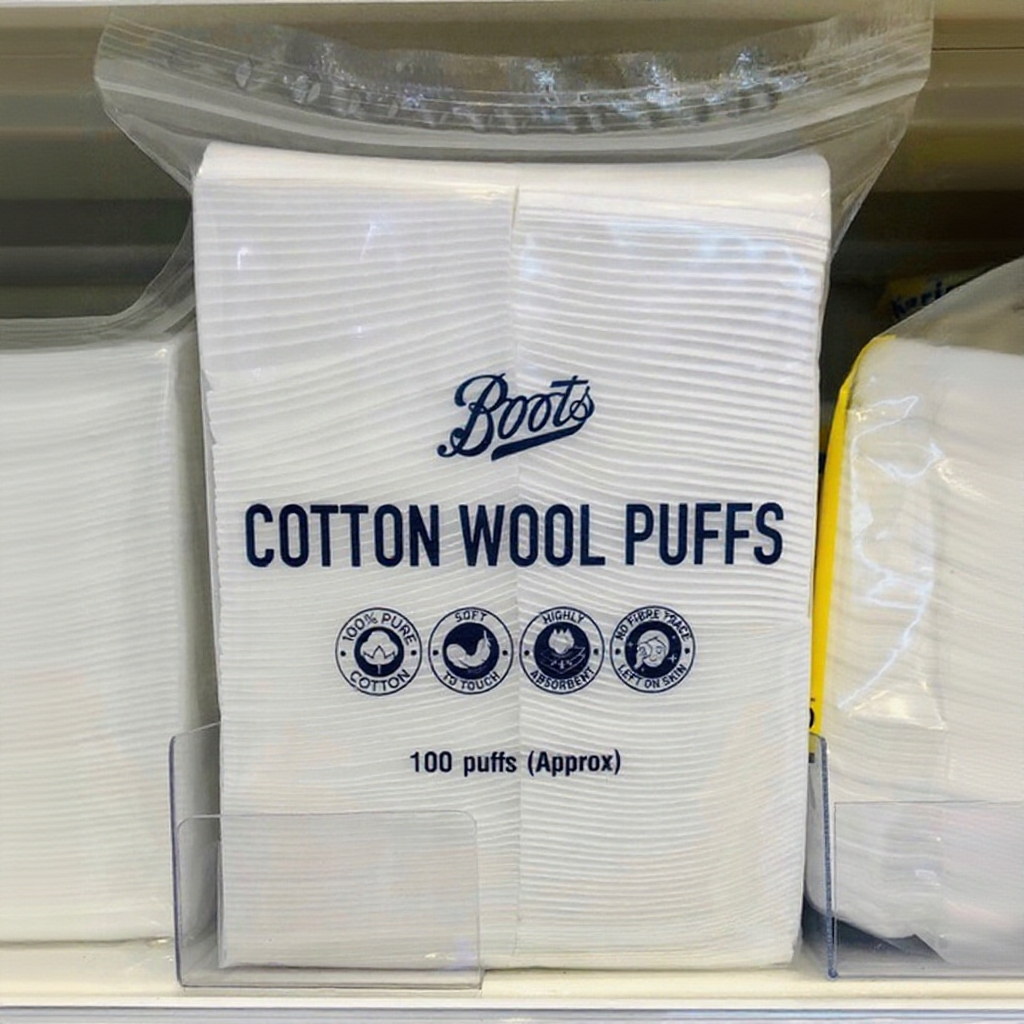 Boots
COTTON WOOL PUFFS
100% PURE
COTTON
SOFT
TO TOUCH
HIGHLY
ABSORBENT
NO FIBRE TRACE
LEFT ON SKIN
100 puffs (Approx)